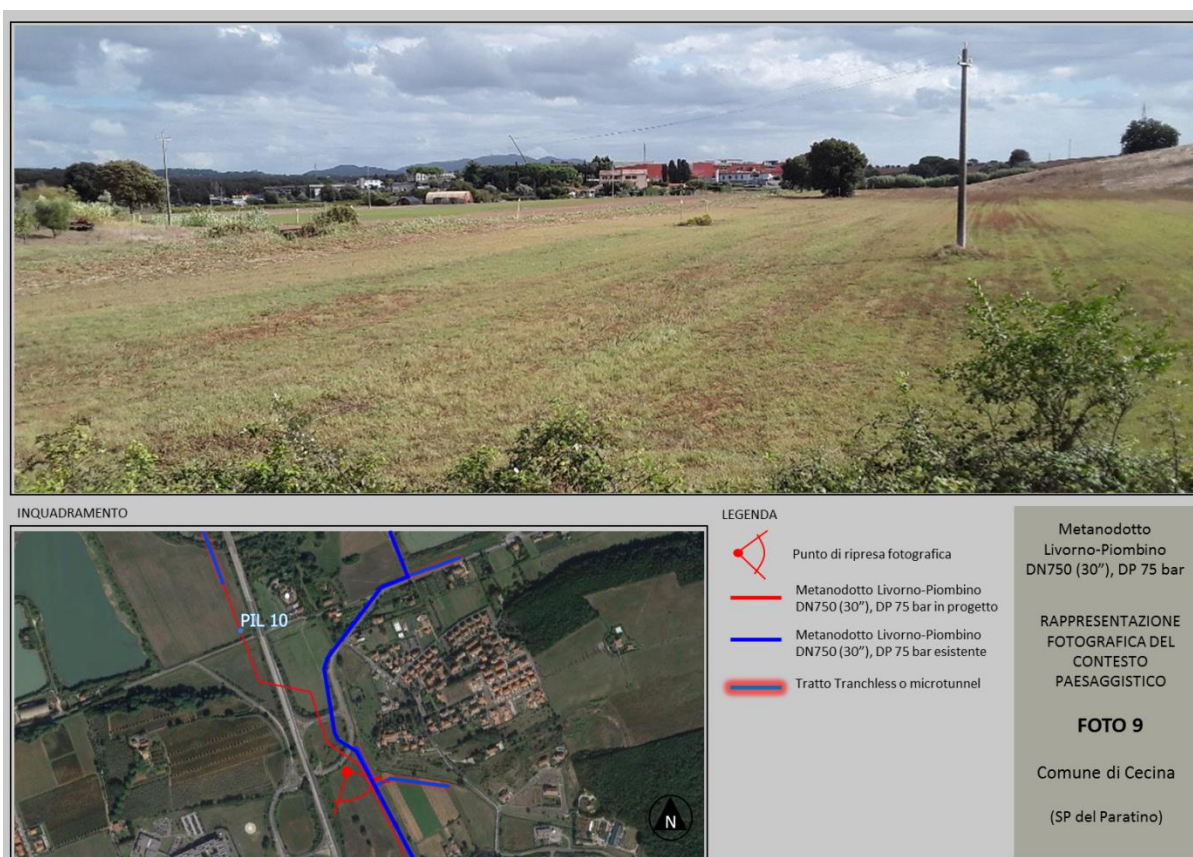 INQUADRAMENTO
PIL 10
N
LEGENDA
Punto di ripresa fotografica
Metanodotto Livorno-Piombino
DN750 (30”), DP 75 bar in progetto
Metanodotto Livorno-Piombino
DN750 (30”), DP 75 bar esistente
Tratto Tranchless o microtunnel
Metanodotto
Livorno-Piombino
DN750 (30”), DP 75 bar
RAPPRESENTAZIONE
FOTOGRAFICA DEL
CONTESTO
PAESAGGISTICO
FOTO 9
Comune di Cecina
(SP del Paratino)